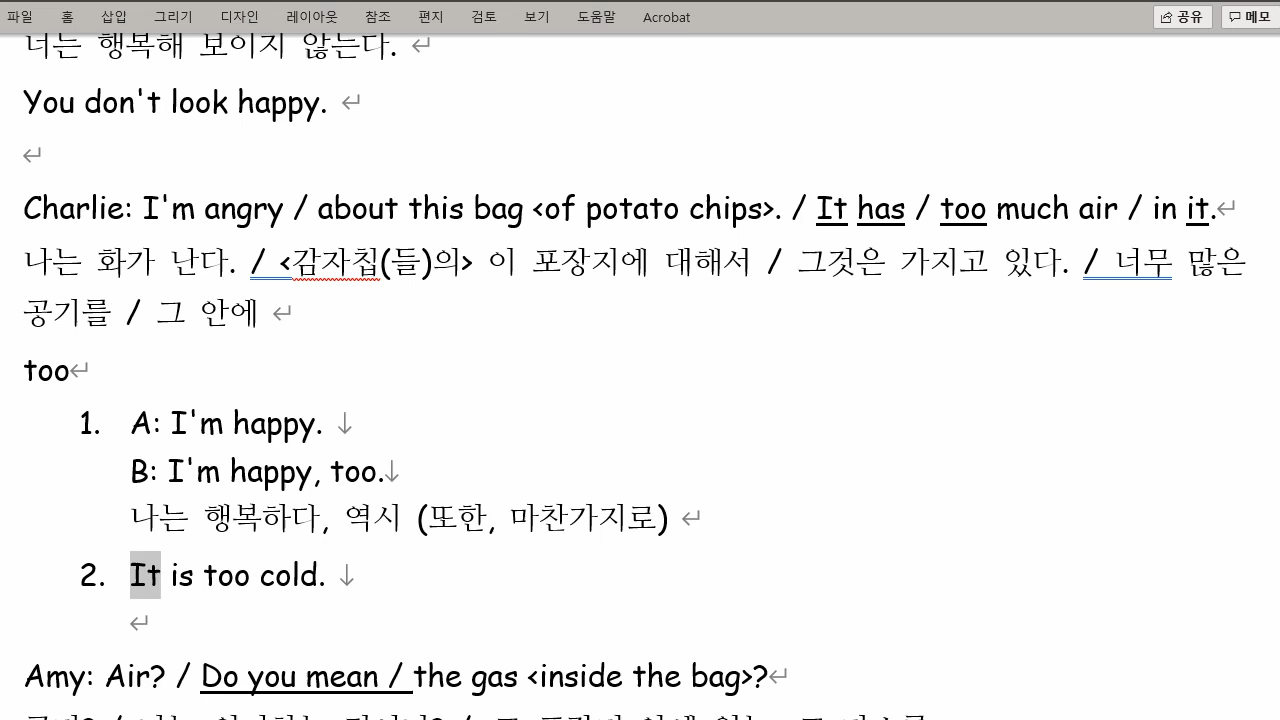 파일 홈 삽입 그리기 디자인 레이아웃 참조 편지 검토 보기 도움말 Acrobat 공유 메모
너는 행복해 보이지 않는다.
You don't look happy.
Charlie: I'm angry / about this bag <of potato chips>. / It has / too much air / in it.
나는 화가 난다. / <감자칩(들)의> 이 포장지에 대해서 / 그것은 가지고 있다. / 너무 많은
공기를 / 그 안에
too
1. A: I'm happy.
B: I'm happy, too.
나는 행복하다, 역시 (또한, 마찬가지로)
2. It is too cold.
Amy: Air? / Do you mean / the gas <inside the bag>?